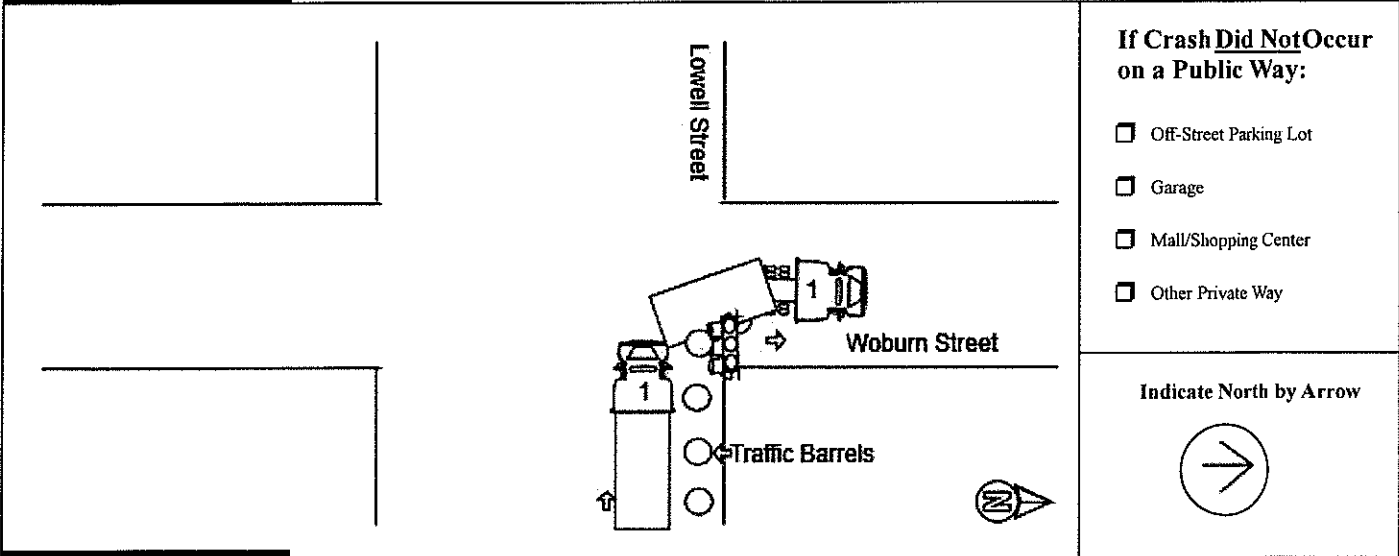 Lowell Street
1
Woburn Street
1
Traffic Barrels
N
If Crash Did Not Occur
on a Public Way:
Off-Street Parking Lot
Garage
Mall/Shopping Center
Other Private Way
Indicate North by Arrow